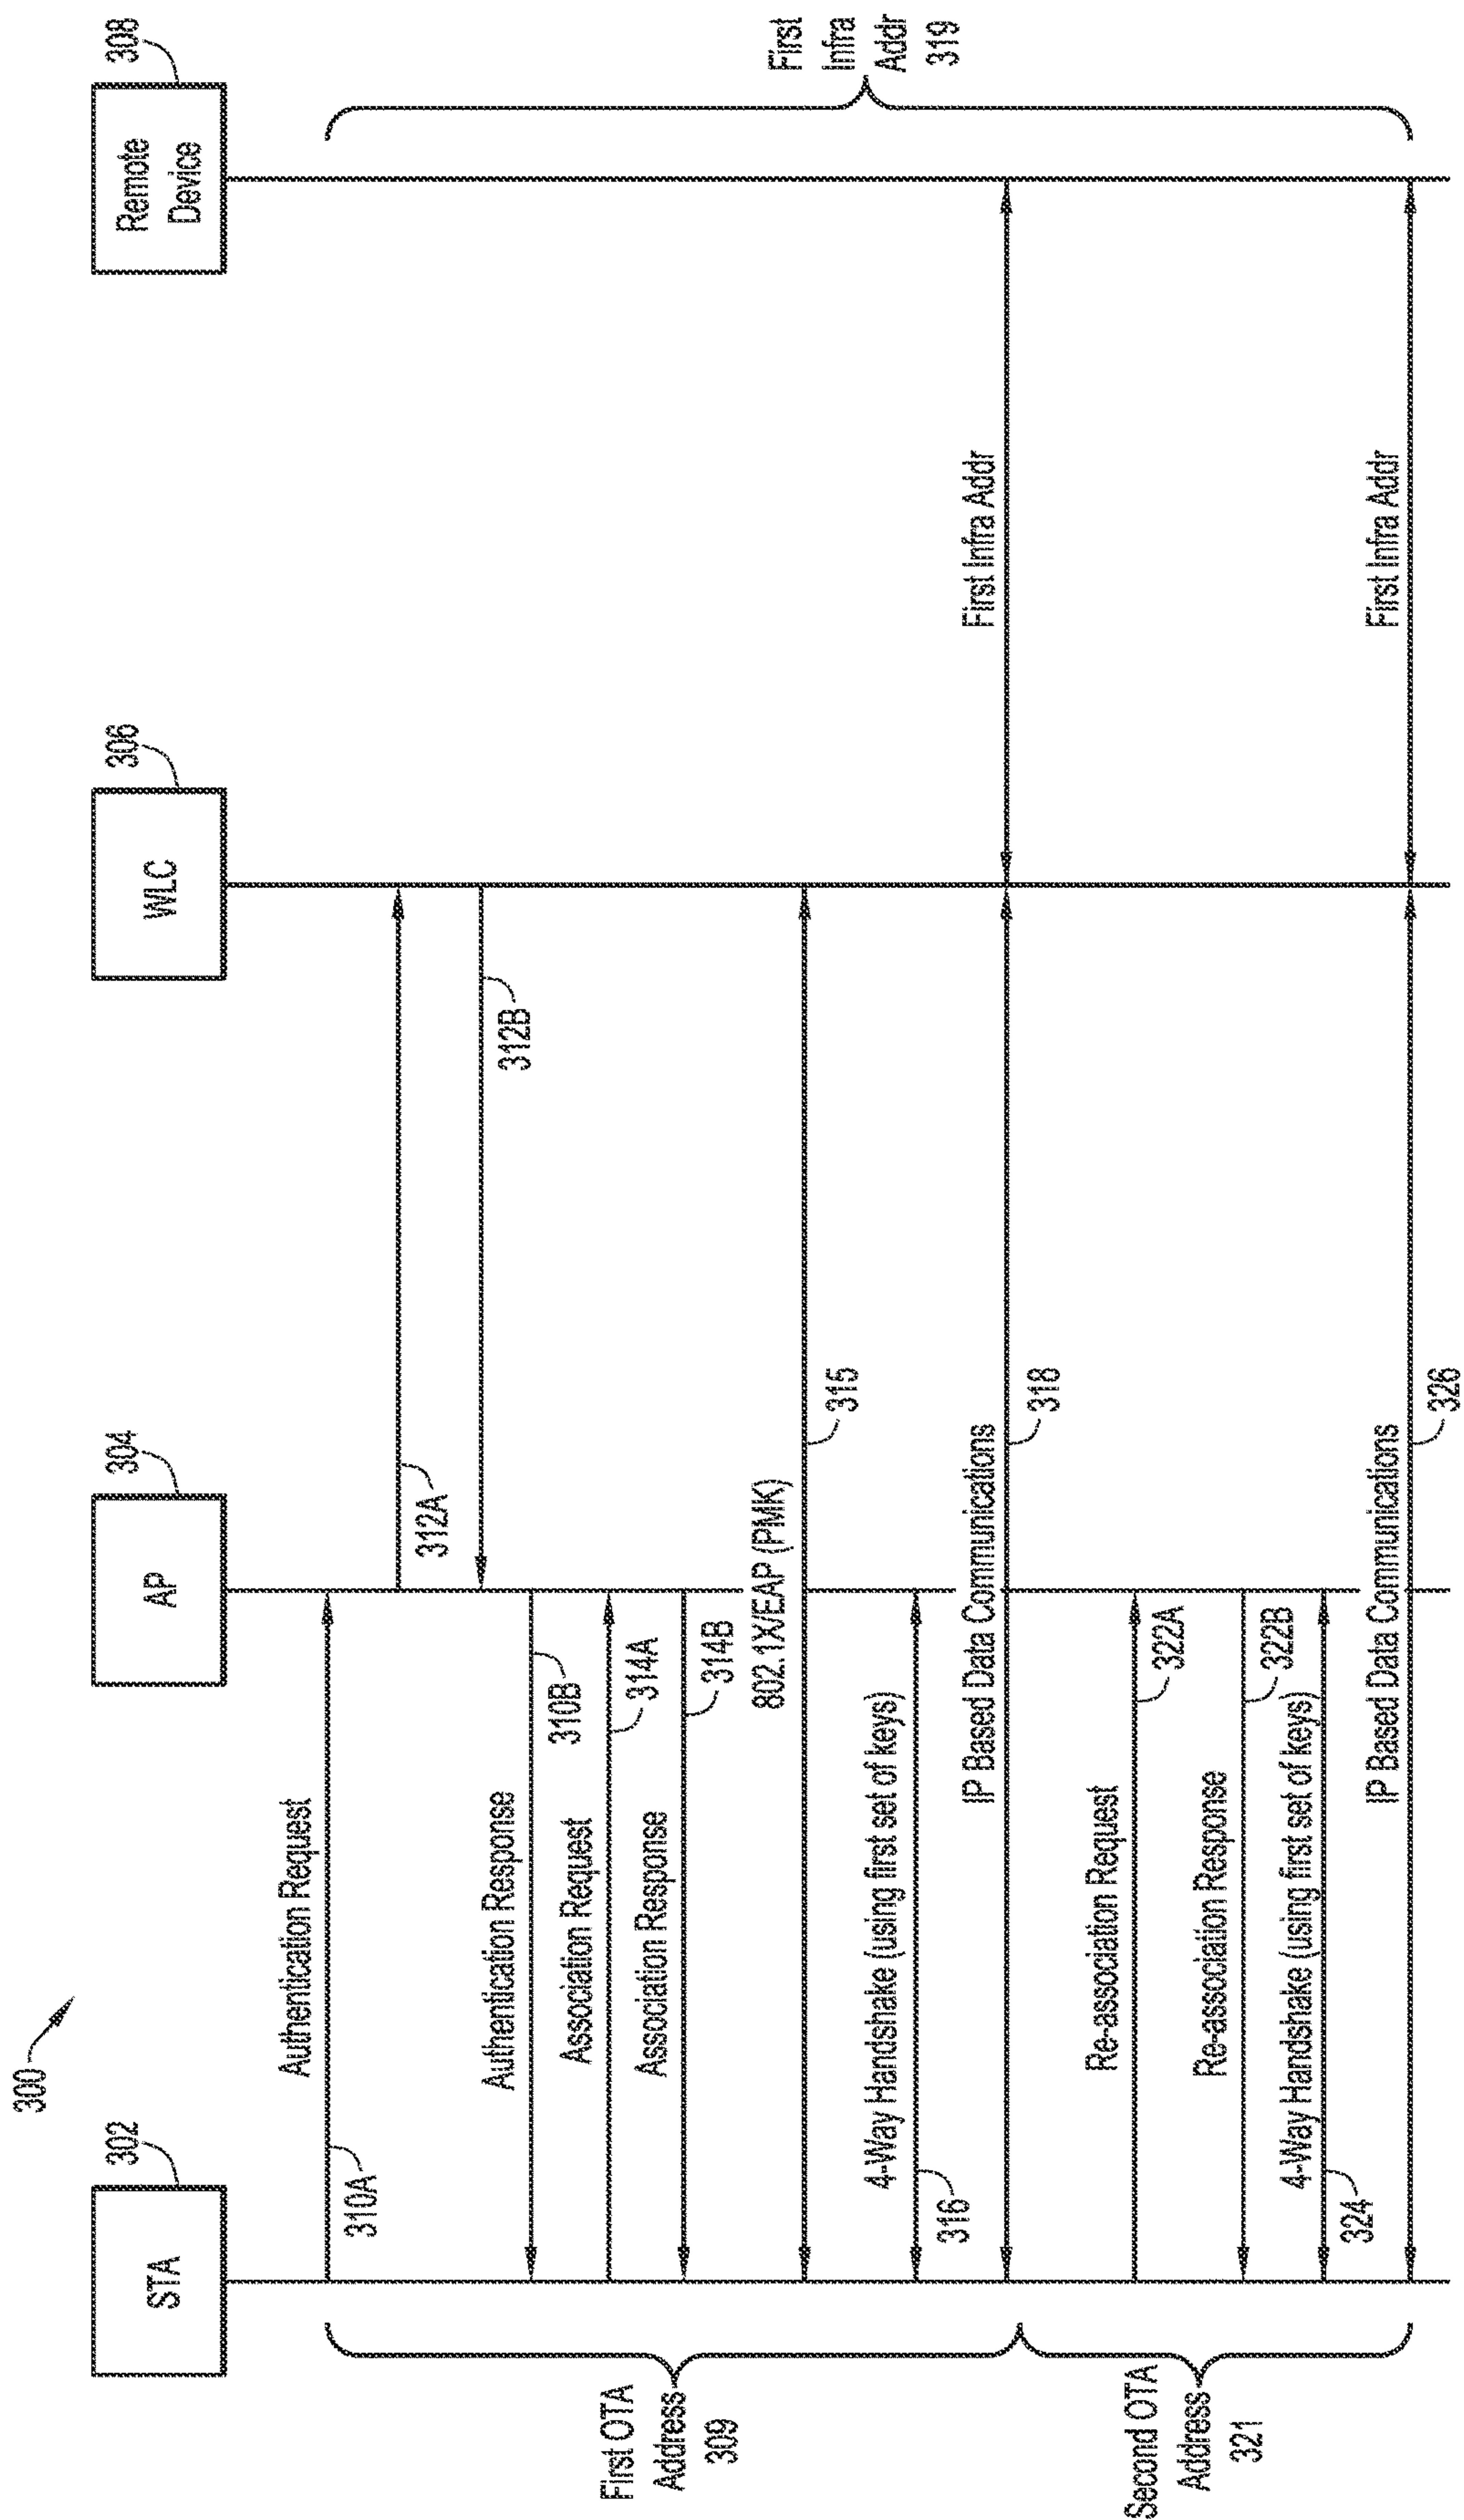 300
302
STA
304
AP
306
WLC
308
Remote
Device
Authentication Request
310A
312A
312B
Authentication Response
310B
Association Request
314A
Association Response
314B
802.1X/EAP (PMK)
315
4-Way Handshake (using first set of keys)
316
IP Based Data Communications
318
First Infra Addr
First OTA
Address
309
First
Infra
Addr
319
Re-association Request
322A
Re-association Response
322B
4-Way Handshake (using first set of keys)
324
IP Based Data Communications
326
First Infra Addr
Second OTA
Address
321